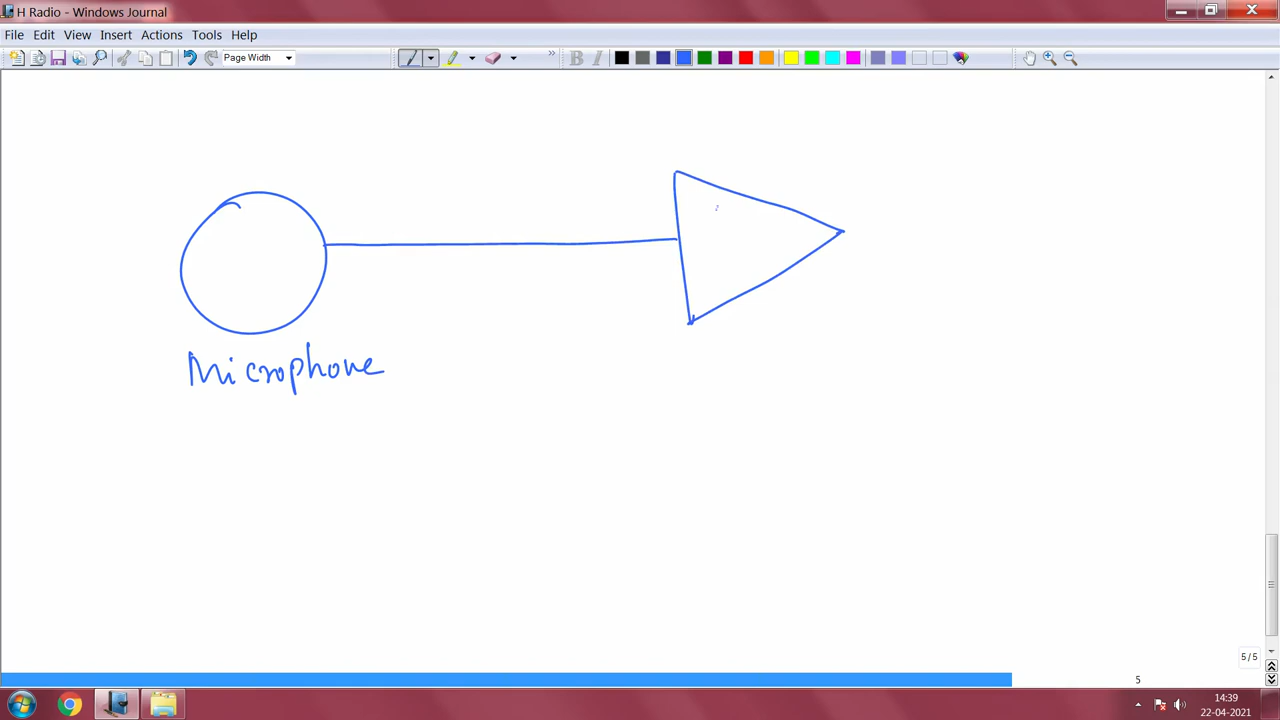 H Radio - Windows Journal
File Edit View Insert Actions Tools Help
Page Width
B I
Microphone
5/5
5
14:39
22-04-2021